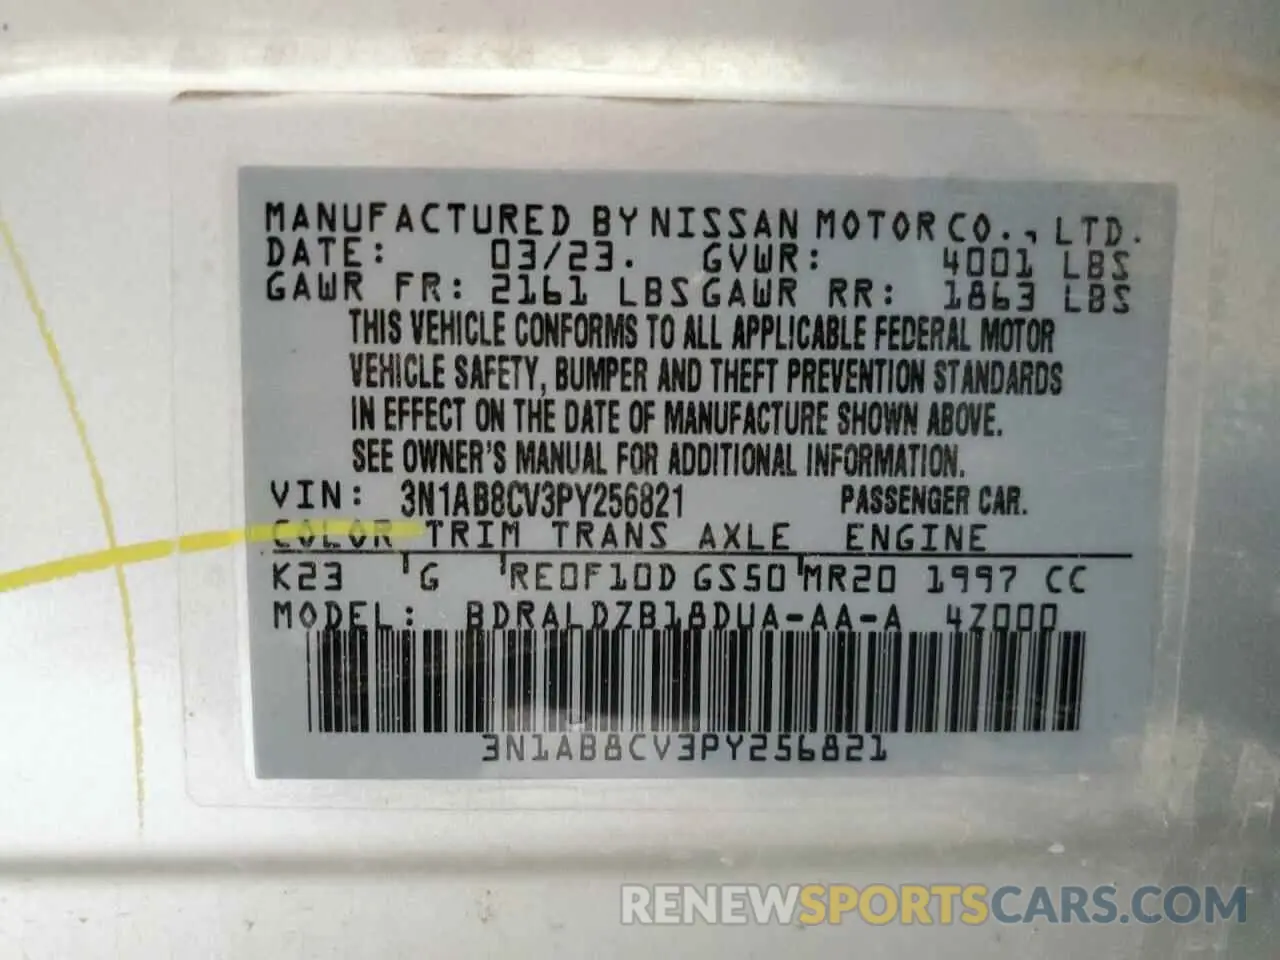 MANUFACTURED BY NISSAN MOTOR CO., LTD.
DATE: 03/23. GVWR: 4001 LBS
GAWR FR: 2161 LBS GAWR RR: 1863 LBS
THIS VEHICLE CONFORMS TO ALL APPLICABLE FEDERAL MOTOR
VEHICLE SAFETY, BUMPER AND THEFT PREVENTION STANDARDS
IN EFFECT ON THE DATE OF MANUFACTURE SHOWN ABOVE.
SEE OWNER'S MANUAL FOR ADDITIONAL INFORMATION.
VIN: 3N1AB8CV3PY256821 PASSENGER CAR.
COLOR TRIM TRANS AXLE ENGINE
K23 G RE0F10D GS50 MR20 1997 CC
MODEL: BDRALDZB18DUA-AA-A 4Z000
3N1AB8CV3PY256821
RENEWSPORTSCARS.COM